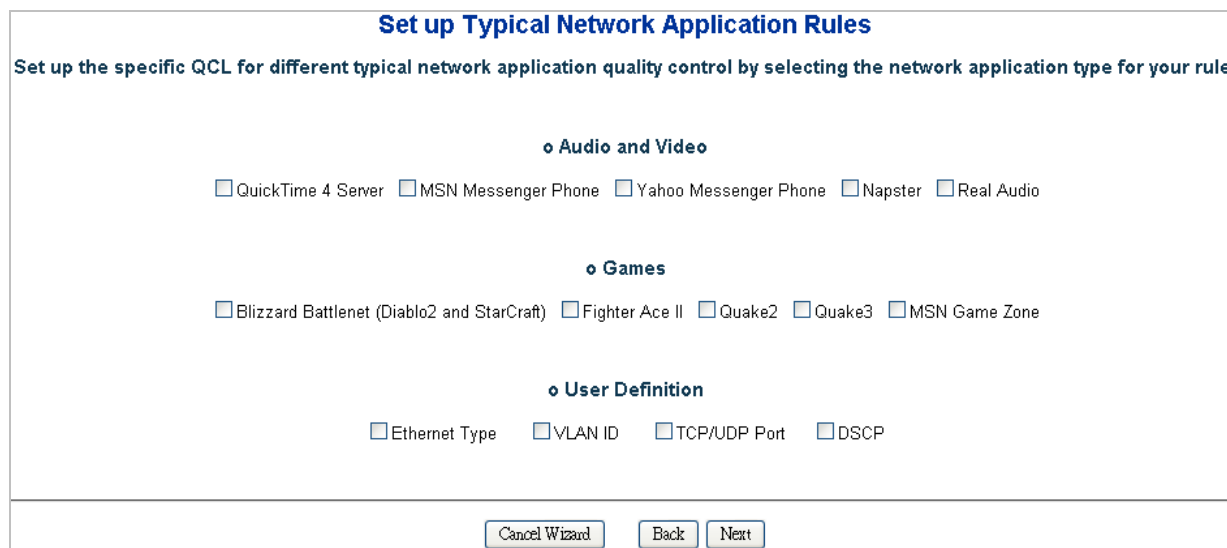 Set up Typical Network Application Rules
Set up the specific QCL for different typical network application quality control by selecting the network application type for your rule
o Audio and Video
QuickTime 4 Server MSN Messenger Phone Yahoo Messenger Phone Napster Real Audio
o Games
Blizzard Battlenet (Diablo2 and StarCraft) Fighter Ace II Quake2 Quake3 MSN Game Zone
o User Definition
Ethernet Type VLAN ID TCP/UDP Port DSCP
Cancel Wizard Back Next